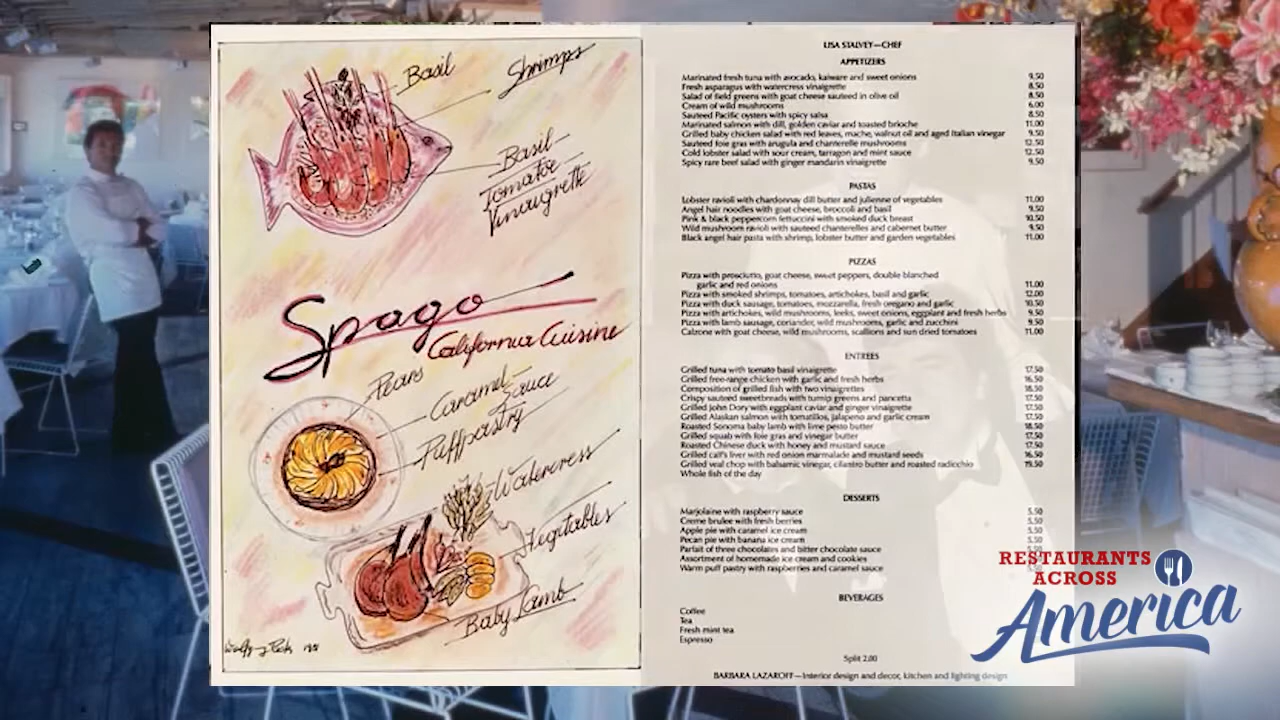 Basil
Shrimps
Basil
Tomatoe
Vinaigrette
Spago
California Cuisine
Pears
Caramel
Sauce
Puffpastry
Watercress
Vegetables
Baby Lamb
LISA STALVEY—CHEF
APPETIZERS
Marinated fresh tuna with avocado, kaiware and sweet onions 9.50
Fresh asparagus with watercress vinaigrette 8.50
Salad of field greens with goat cheese sauteed in olive oil 8.50
Cream of wild mushrooms 6.00
Sauteed Pacific oysters with spicy salsa 8.50
Marinated salmon with dill, golden caviar and toasted brioche 11.00
Grilled baby chicken salad with red leaves, mache, walnut oil and aged Italian vinegar 9.50
Sauteed foie gras with arugula and chanterelle mushrooms 12.50
Cold lobster salad with sour cream, tarragon and mint sauce 12.50
Spicy rare beef salad with ginger mandarin vinaigrette 9.50
PASTAS
Lobster ravioli with chardonnay dill butter and julienne of vegetables 11.00
Angel hair noodles with goat cheese, broccoli and basil 9.50
Pink & black peppercorn fettuccini with smoked duck breast 10.50
Wild mushroom ravioli with sauteed chanterelles and cabernet butter 9.50
Black angel hair pasta with shrimp, lobster butter and garden vegetables 11.00
PIZZAS
Pizza with prosciutto, goat cheese, sweet peppers, double blanched
garlic and red onions 11.00
Pizza with smoked shrimps, tomatoes, artichokes, basil and garlic 12.00
Pizza with duck sausage, tomatoes, mozzarella, fresh oregano and garlic 10.50
Pizza with artichokes, wild mushrooms, leeks, sweet onions, eggplant and fresh herbs 9.50
Pizza with lamb sausage, coriander, wild mushrooms, garlic and zucchini 9.50
Calzone with goat cheese, wild mushrooms, scallions and sun dried tomatoes 11.00
ENTREES
Grilled tuna with tomato basil vinaigrette 17.50
Grilled free-range chicken with garlic and fresh herbs 16.50
Composition of grilled fish with two vinaigrettes 18.50
Crispy sauteed sweetbreads with turnip greens and pancetta 17.50
Grilled John Dory with eggplant caviar and ginger vinaigrette 17.50
Grilled Alaskan salmon with tomatillos, jalapeno and garlic cream 17.50
Roasted Sonoma baby lamb with lime pesto butter 18.50
Grilled squab with foie gras and vinegar butter 17.50
Roasted Chinese duck with honey and mustard sauce 17.50
Grilled calf's liver with red onion marmalade and mustard seeds 16.50
Grilled veal chop with balsamic vinegar, cilantro butter and roasted radicchio 19.50
Whole fish of the day
DESSERTS
Marjolaine with raspberry sauce 5.50
Creme brulee with fresh berries 5.50
Apple pie with caramel ice cream 5.50
Pecan pie with banana ice cream 5.50
Parfait of three chocolates and bitter chocolate sauce
Assortment of homemade ice cream and cookies
Warm puff pastry with raspberries and caramel sauce
BEVERAGES
Coffee
Tea
Fresh mint tea
Espresso
Split 2.00
BARBARA LAZAROFF—Interior design and decor, kitchen and lighting design
RESTAURANTS
ACROSS
America